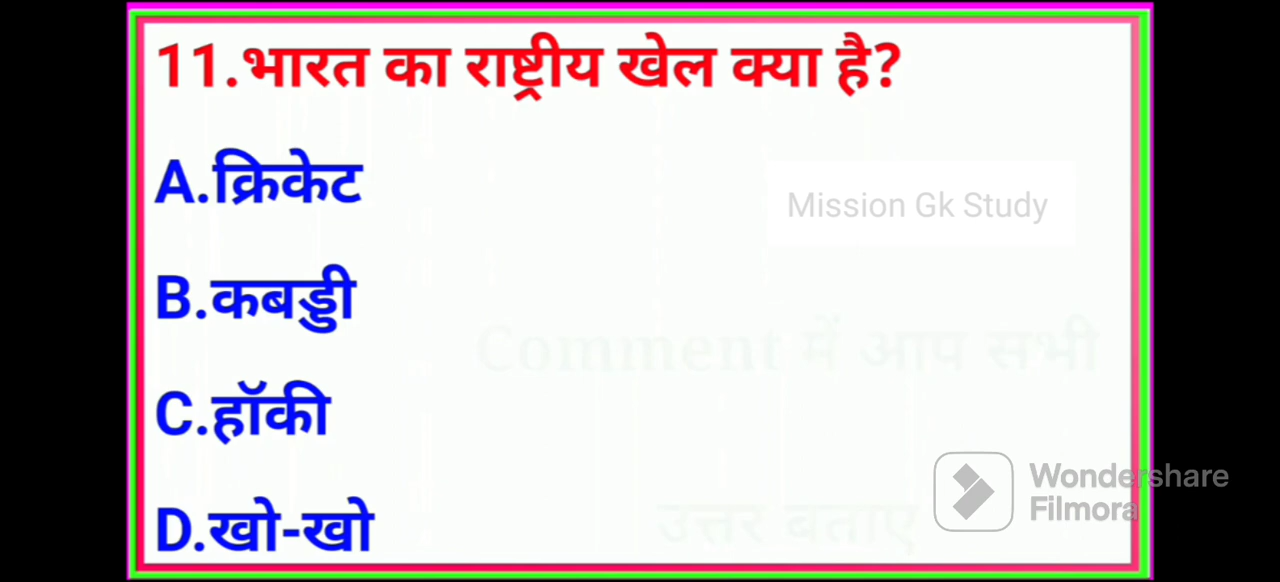 11.भारत का राष्ट्रीय खेल क्या है?
A.क्रिकेट
Mission Gk Study
B.कबड्डी
Comment में आप सभी
C.हॉकी
Wondershare
Filmora
D.खो-खो
उत्तर बताए